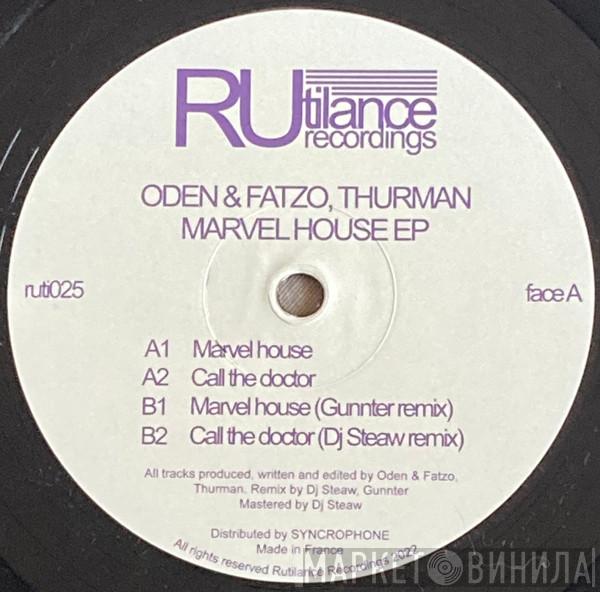 RUtilance
recordings
ODEN & FATZO, THURMAN
MARVEL HOUSE EP
ruti025
face A
A1 Marvel house
A2 Call the doctor
B1 Marvel house (Gunnter remix)
B2 Call the doctor (Dj Steaw remix)
All tracks produced, written and edited by Oden & Fatzo,
Thurman. Remix by Dj Steaw, Gunnter
Mastered by Dj Steaw
Distributed by SYNCROPHONE
Made in France
All rights reserved Rutilance Recordings 2022
МАРКЕТ ВИНИЛА